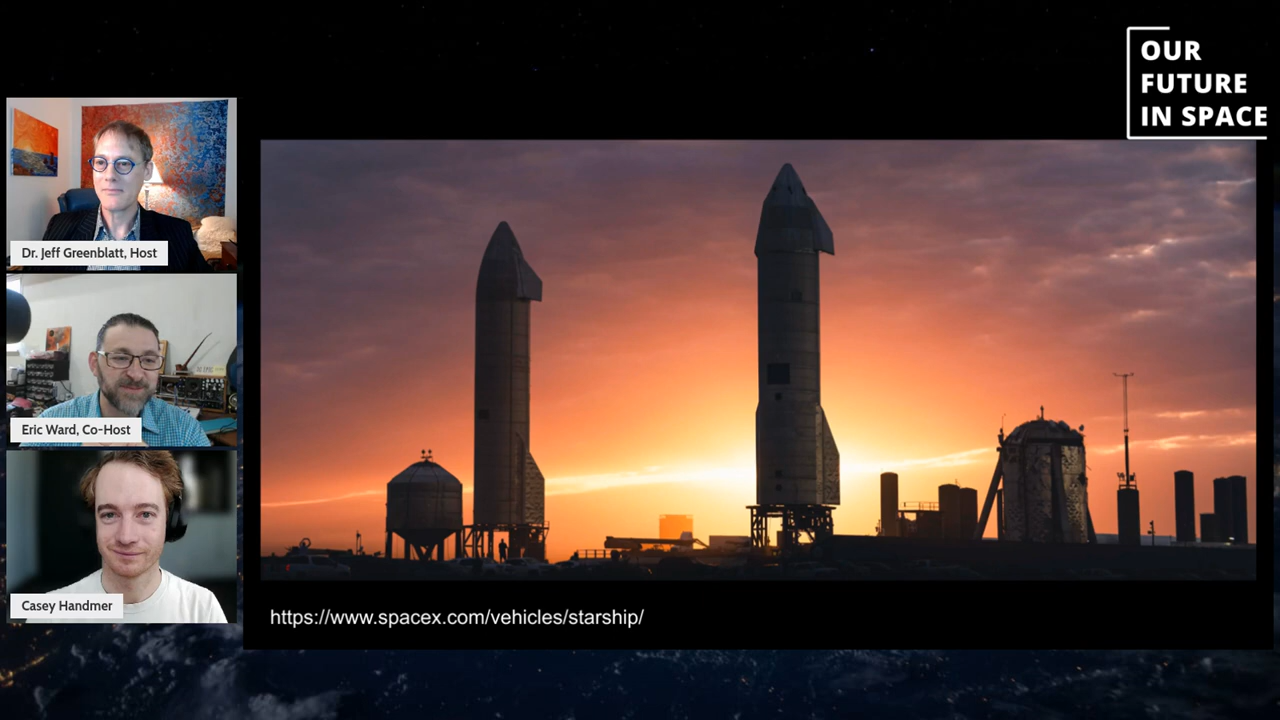 OUR
FUTURE
IN SPACE
Dr. Jeff Greenblatt, Host
Eric Ward, Co-Host
Casey Handmer
https://www.spacex.com/vehicles/starship/